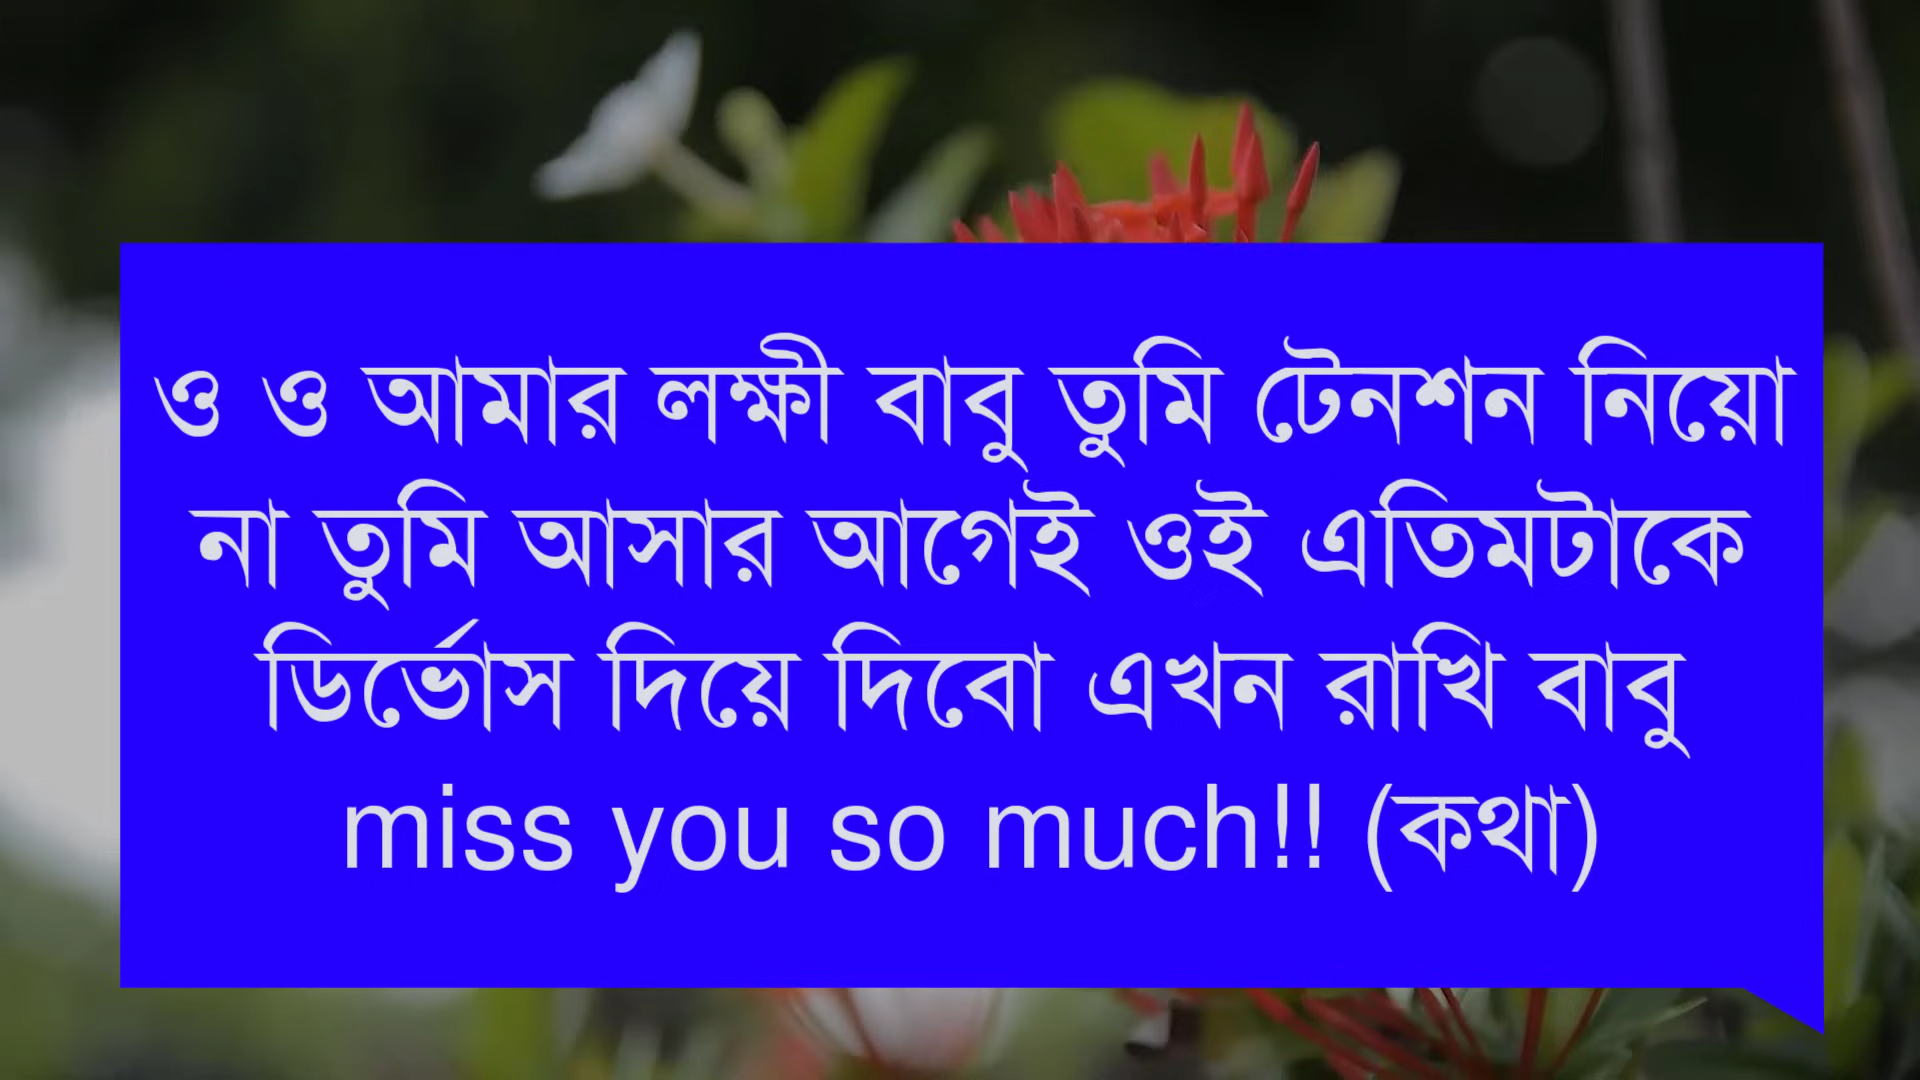 ও ও আমার লক্ষী বাবু তুমি টেনশন নিয়ো
না তুমি আসার আগেই ওই এতিমটাকে
ডির্ভোস দিয়ে দিবো এখন রাখি বাবু
miss you so much!! (কথা)